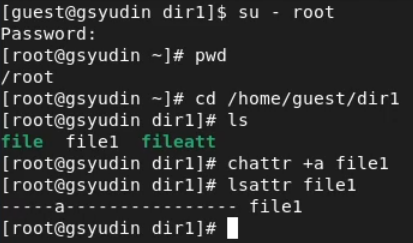 [guest@gsyudin dir1]$ su - root
Password:
[root@gsyudin ~]# pwd
/root
[root@gsyudin ~]# cd /home/guest/dir1
[root@gsyudin dir1]# ls
file  file1  fileatt
[root@gsyudin dir1]# chattr +a file1
[root@gsyudin dir1]# lsattr file1
-----a---------------- file1
[root@gsyudin dir1]#